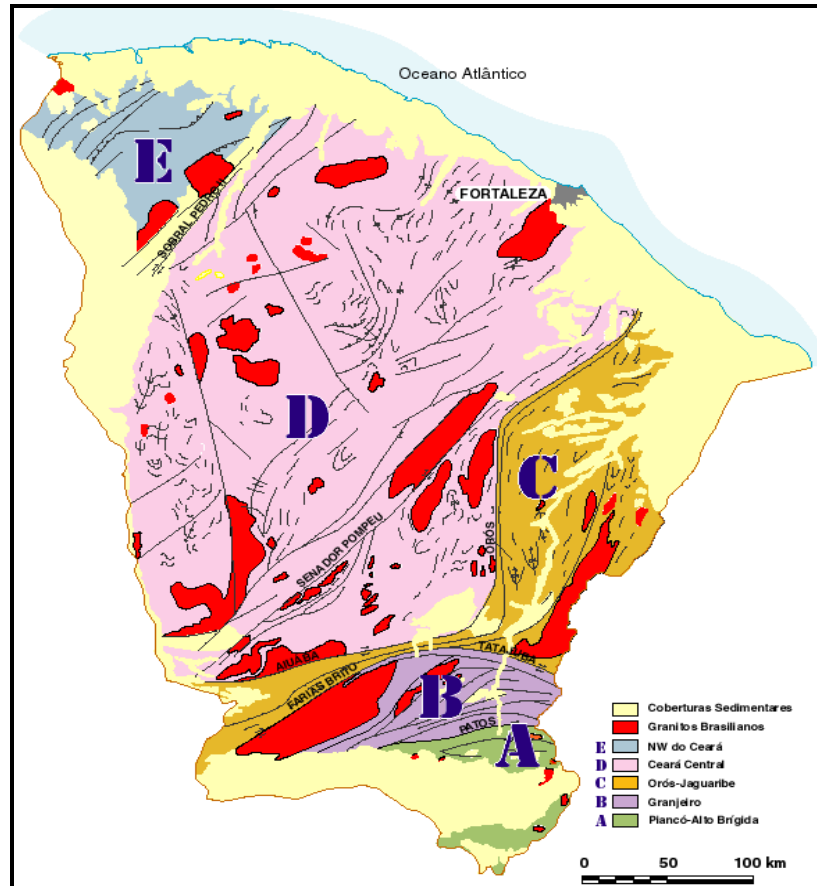 Oceano Atlântico
FORTALEZA
E
SOBRAL PEDRO II
D
C
ORÓS
SENADOR POMPEU
AIUABA
FARIAS BRITO
TATAJUBA
B
PATOS
A
Coberturas Sedimentares
Granitos Brasilianos
E NW do Ceará
D Ceará Central
C Orós-Jaguaribe
B Granjeiro
A Piancó-Alto Brígida
0 50 100 km